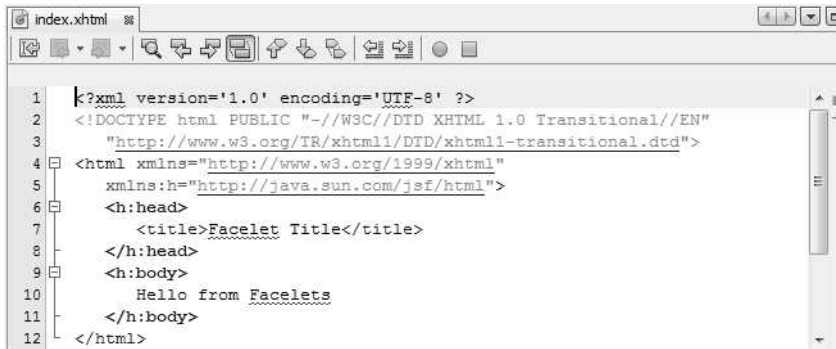 index.xhtml
1 <?xml version='1.0' encoding='UTF-8' ?>
2 <!DOCTYPE html PUBLIC "-//W3C//DTD XHTML 1.0 Transitional//EN"
3 "http://www.w3.org/TR/xhtml1/DTD/xhtml1-transitional.dtd">
4 <html xmlns="http://www.w3.org/1999/xhtml"
5 xmlns:h="http://java.sun.com/jsf/html">
6 <h:head>
7 <title>Facelet Title</title>
8 </h:head>
9 <h:body>
10 Hello from Facelets
11 </h:body>
12 </html>